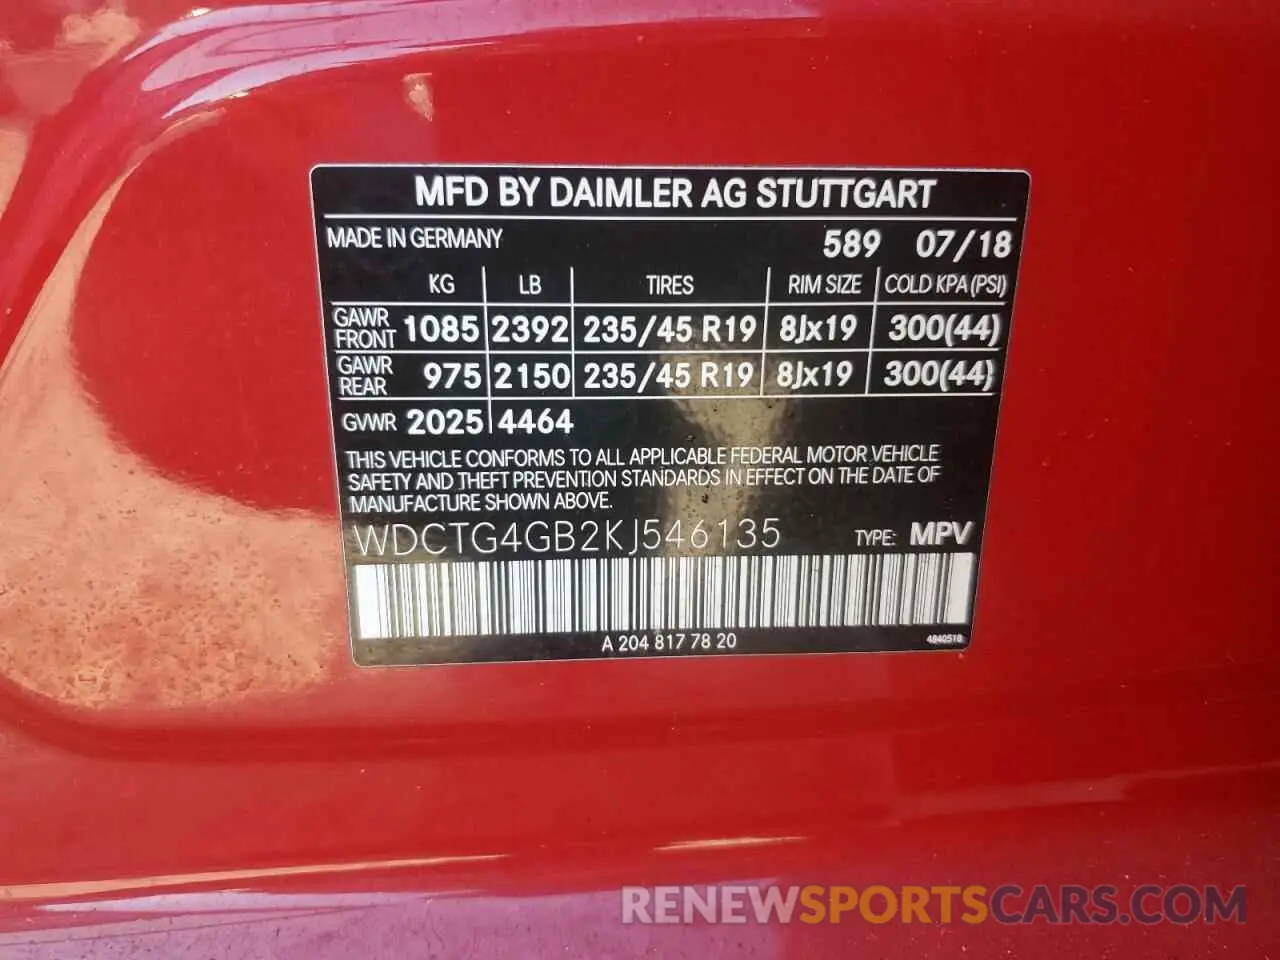 MFD BY DAIMLER AG STUTTGART
MADE IN GERMANY 589 07/18
KG LB TIRES RIM SIZE COLD KPA (PSI)
GAWR FRONT 1085 2392 235/45 R19 8Jx19 300(44)
GAWR REAR 975 2150 235/45 R19 8Jx19 300(44)
GVWR 2025 4464
THIS VEHICLE CONFORMS TO ALL APPLICABLE FEDERAL MOTOR VEHICLE
SAFETY AND THEFT PREVENTION STANDARDS IN EFFECT ON THE DATE OF
MANUFACTURE SHOWN ABOVE.
WDCTG4GB2KJ546135 TYPE: MPV
A 204 817 78 20 4840518
RENEWSPORTSCARS.COM